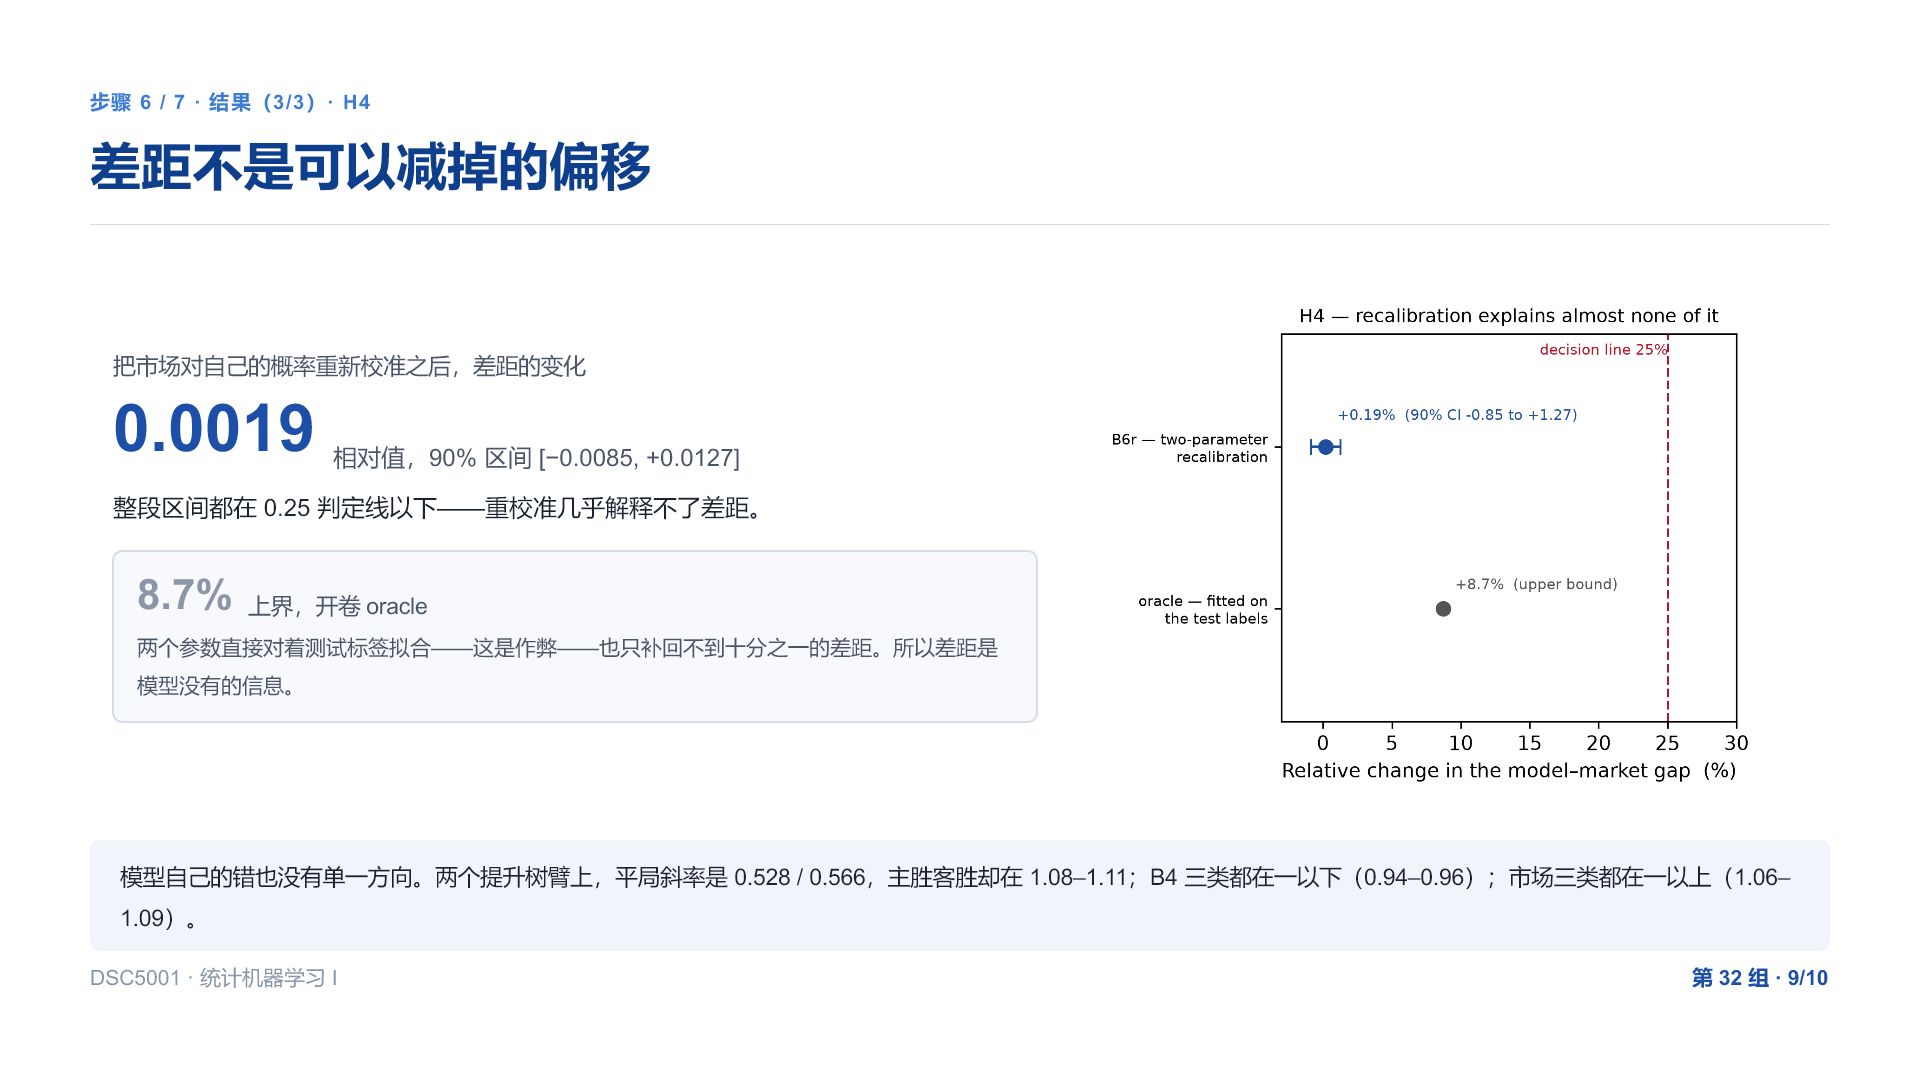 步骤 6 / 7 · 结果（3/3）· H4
差距不是可以减掉的偏移
把市场对自己的概率重新校准之后，差距的变化
0.0019 相对值，90% 区间 [−0.0085, +0.0127]
整段区间都在 0.25 判定线以下——重校准几乎解释不了差距。
8.7% 上界，开卷 oracle
两个参数直接对着测试标签拟合——这是作弊——也只补回不到十分之一的差距。所以差距是
模型没有的信息。
H4 — recalibration explains almost none of it
decision line 25%
+0.19% (90% CI -0.85 to +1.27)
B6r — two-parameter
recalibration
+8.7% (upper bound)
oracle — fitted on
the test labels
0 5 10 15 20 25 30
Relative change in the model–market gap (%)
模型自己的错也没有单一方向。两个提升树臂上，平局斜率是 0.528 / 0.566，主胜客胜却在 1.08–1.11；B4 三类都在一以下（0.94–0.96）；市场三类都在一以上（1.06–
1.09）。
DSC5001 · 统计机器学习 I
第 32 组 · 9/10